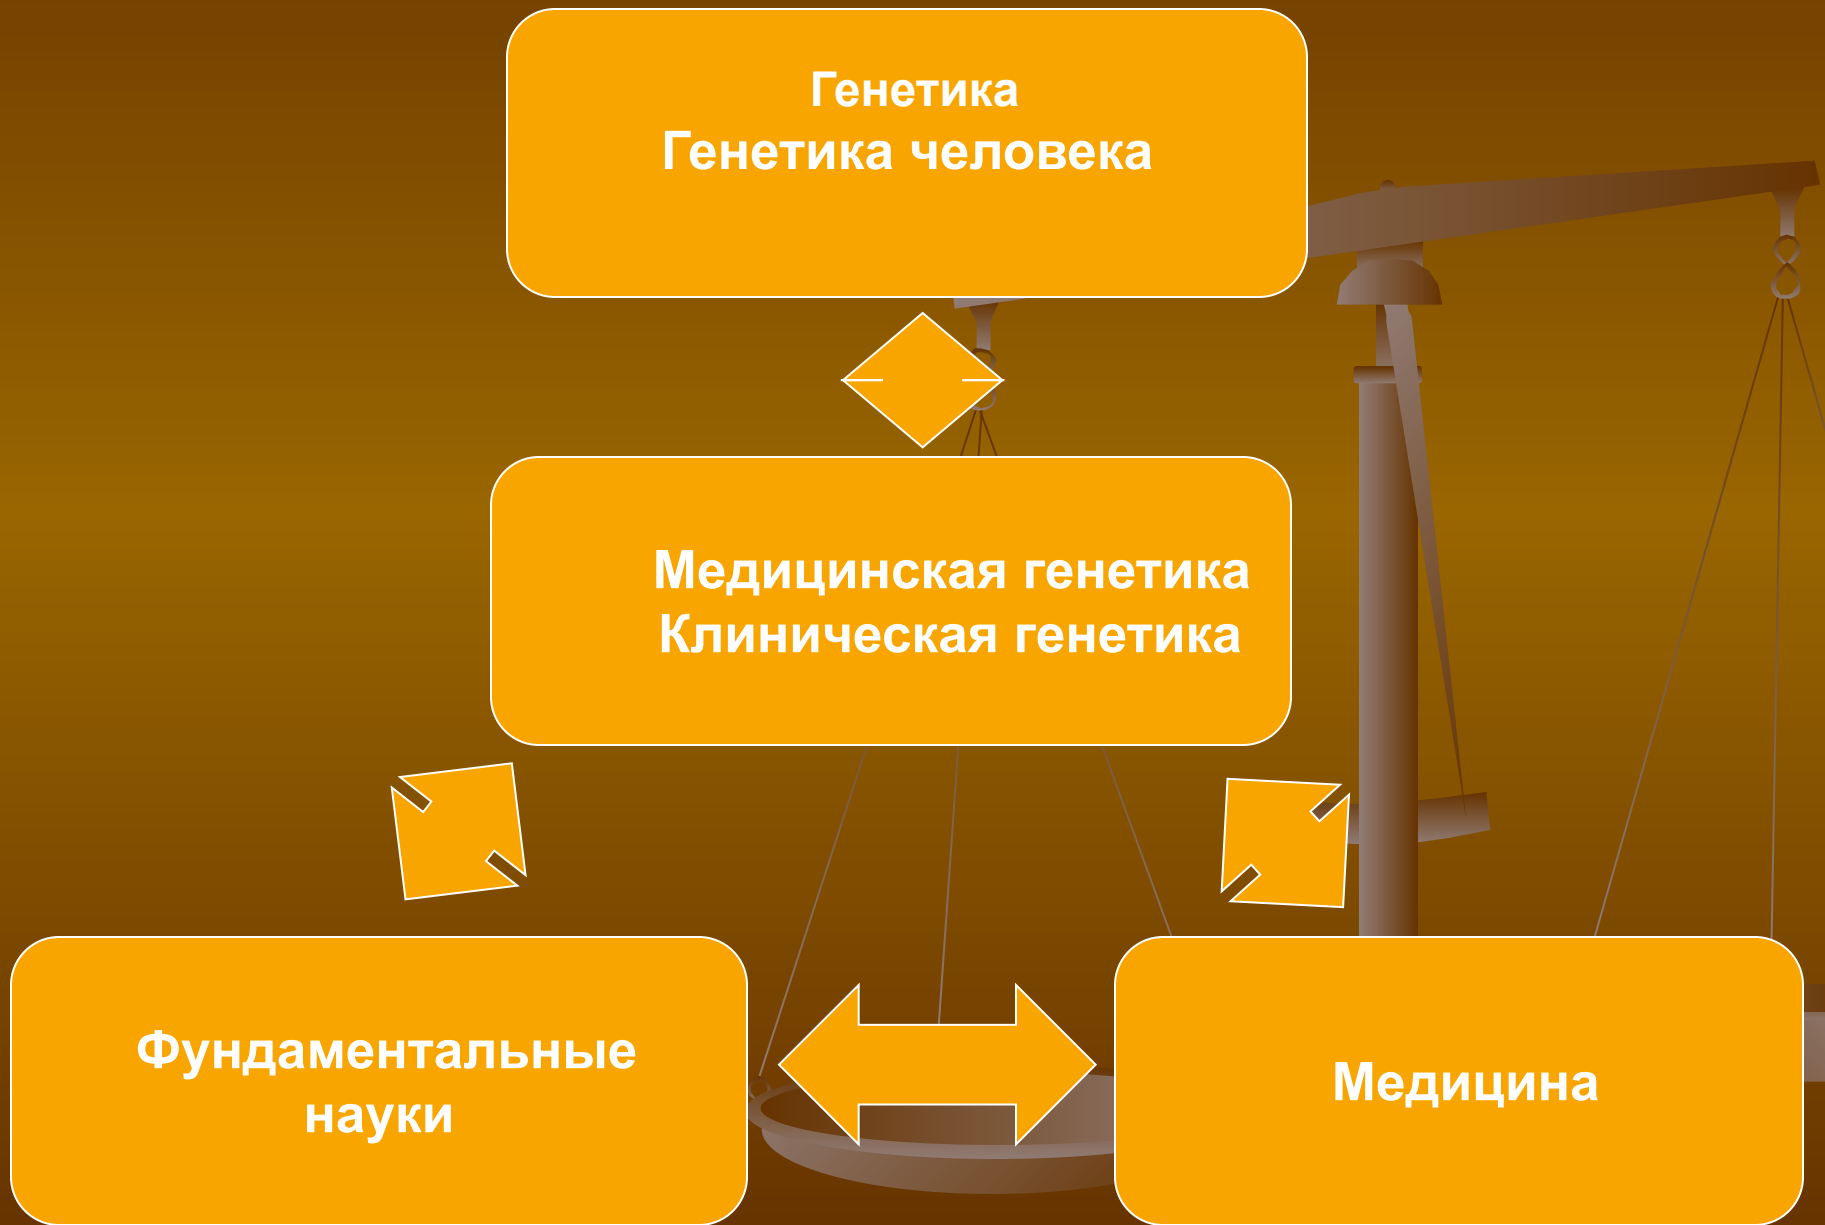 Генетика
Генетика человека
Медицинская генетика
Клиническая генетика
Фундаментальные
науки
Медицина